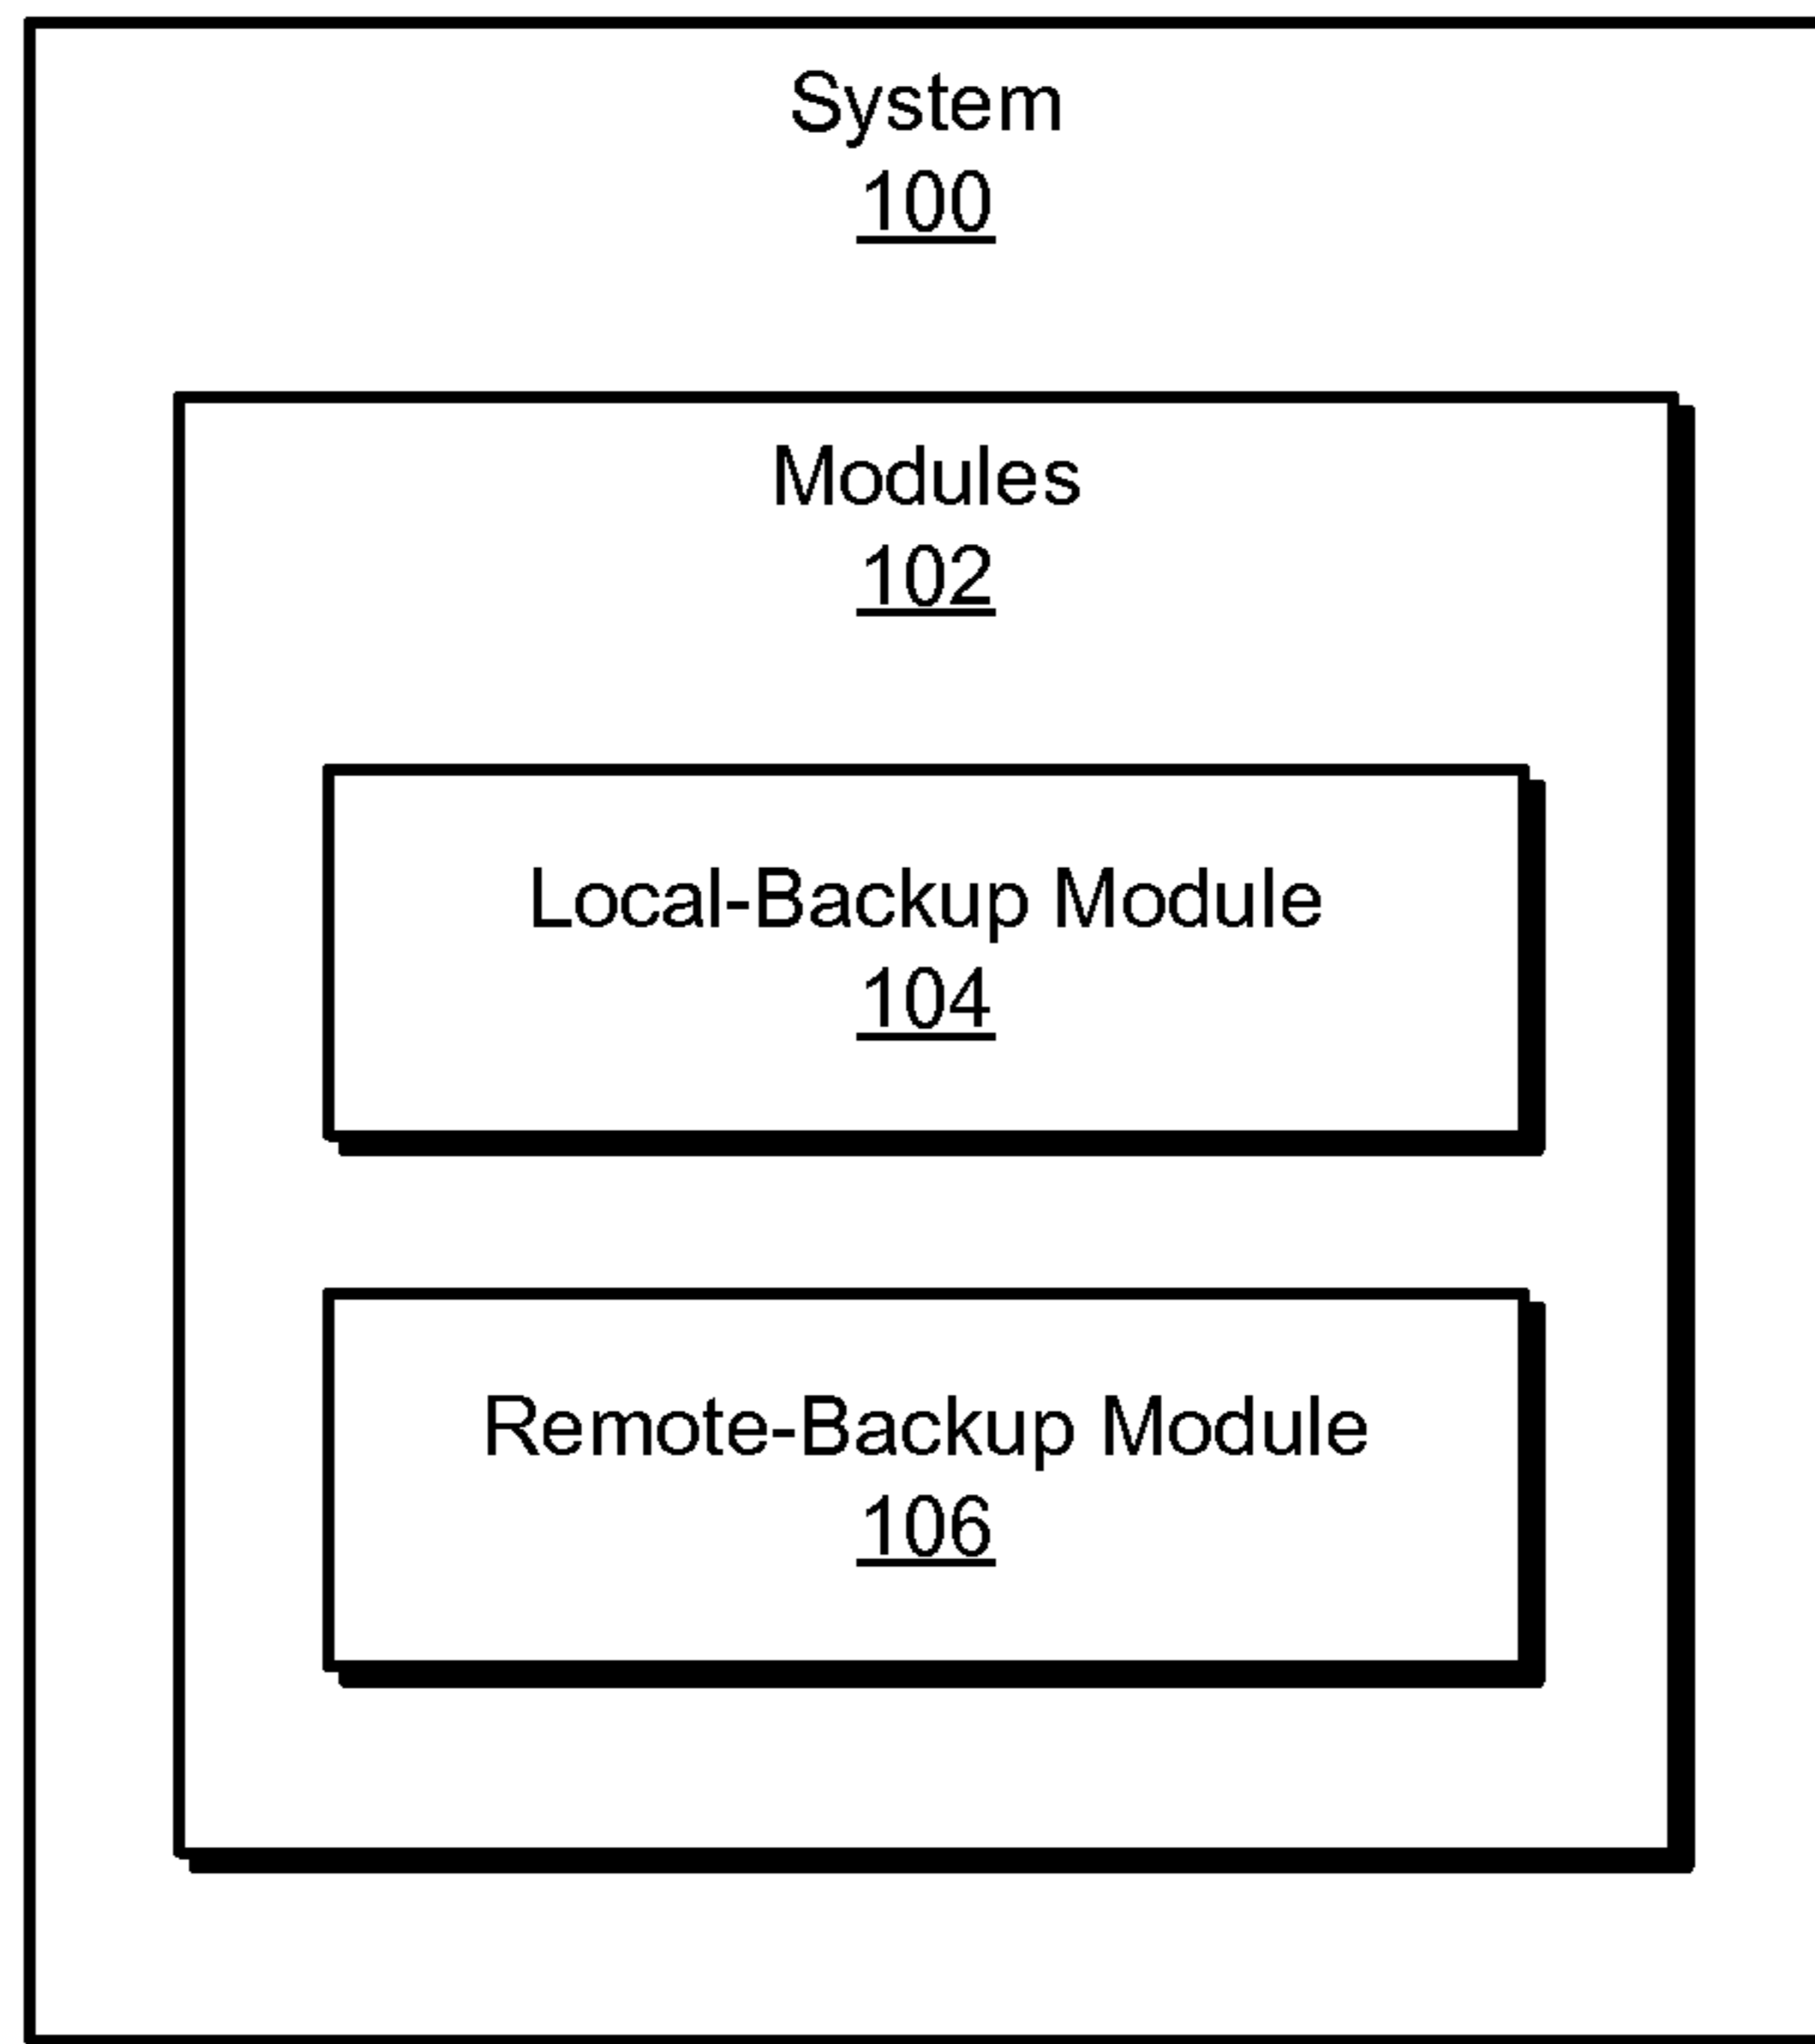 System
100
Modules
102
Local-Backup Module
104
Remote-Backup Module
106